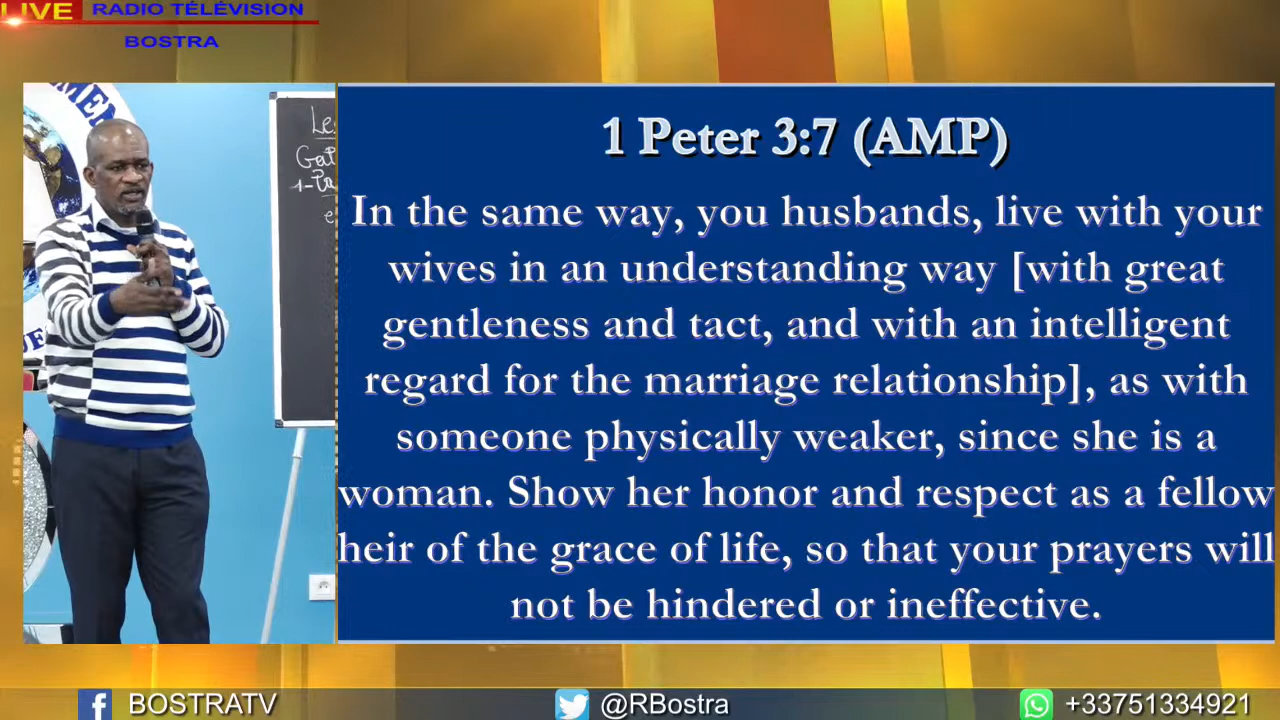 LIVE RADIO TÉLÉVISION
BOSTRA
1 Peter 3:7 (AMP)
In the same way, you husbands, live with your
wives in an understanding way [with great
gentleness and tact, and with an intelligent
regard for the marriage relationship], as with
someone physically weaker, since she is a
woman. Show her honor and respect as a fellow
heir of the grace of life, so that your prayers will
not be hindered or ineffective.
BOSTRATV
@RBostra
+33751334921